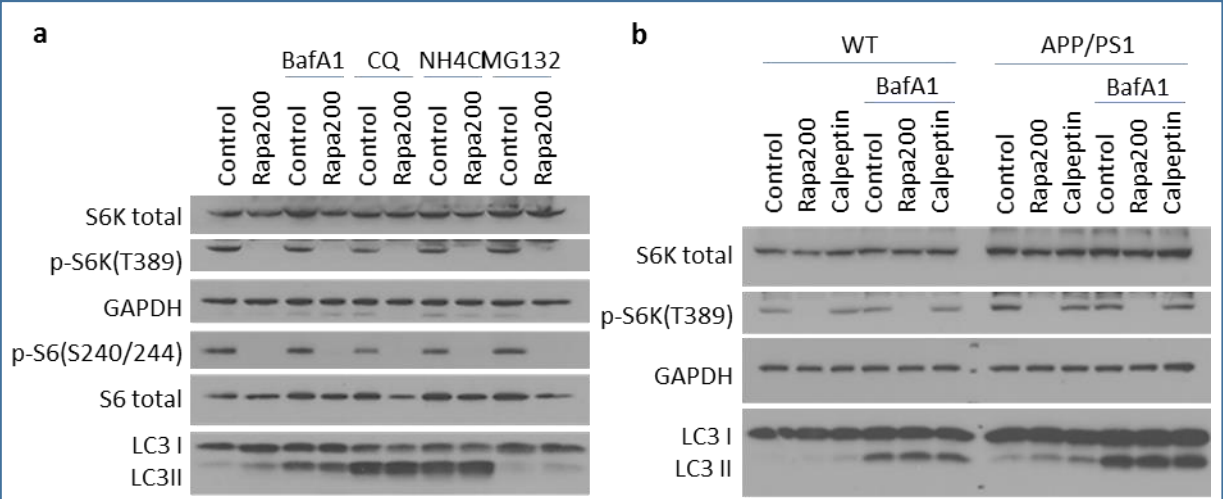 a
BafA1 CQ NH4ClMG132
Control Rapa200 Control Rapa200 Control Rapa200 Control Rapa200 Control Rapa200
S6K total
p-S6K(T389)
GAPDH
p-S6(S240/244)
S6 total
LC3 I
LC3II
b
WT APP/PS1
BafA1 BafA1
Control Rapa200 Calpeptin Control Rapa200 Calpeptin Control Rapa200 Calpeptin Control Rapa200 Calpeptin
S6K total
p-S6K(T389)
GAPDH
LC3 I
LC3 II